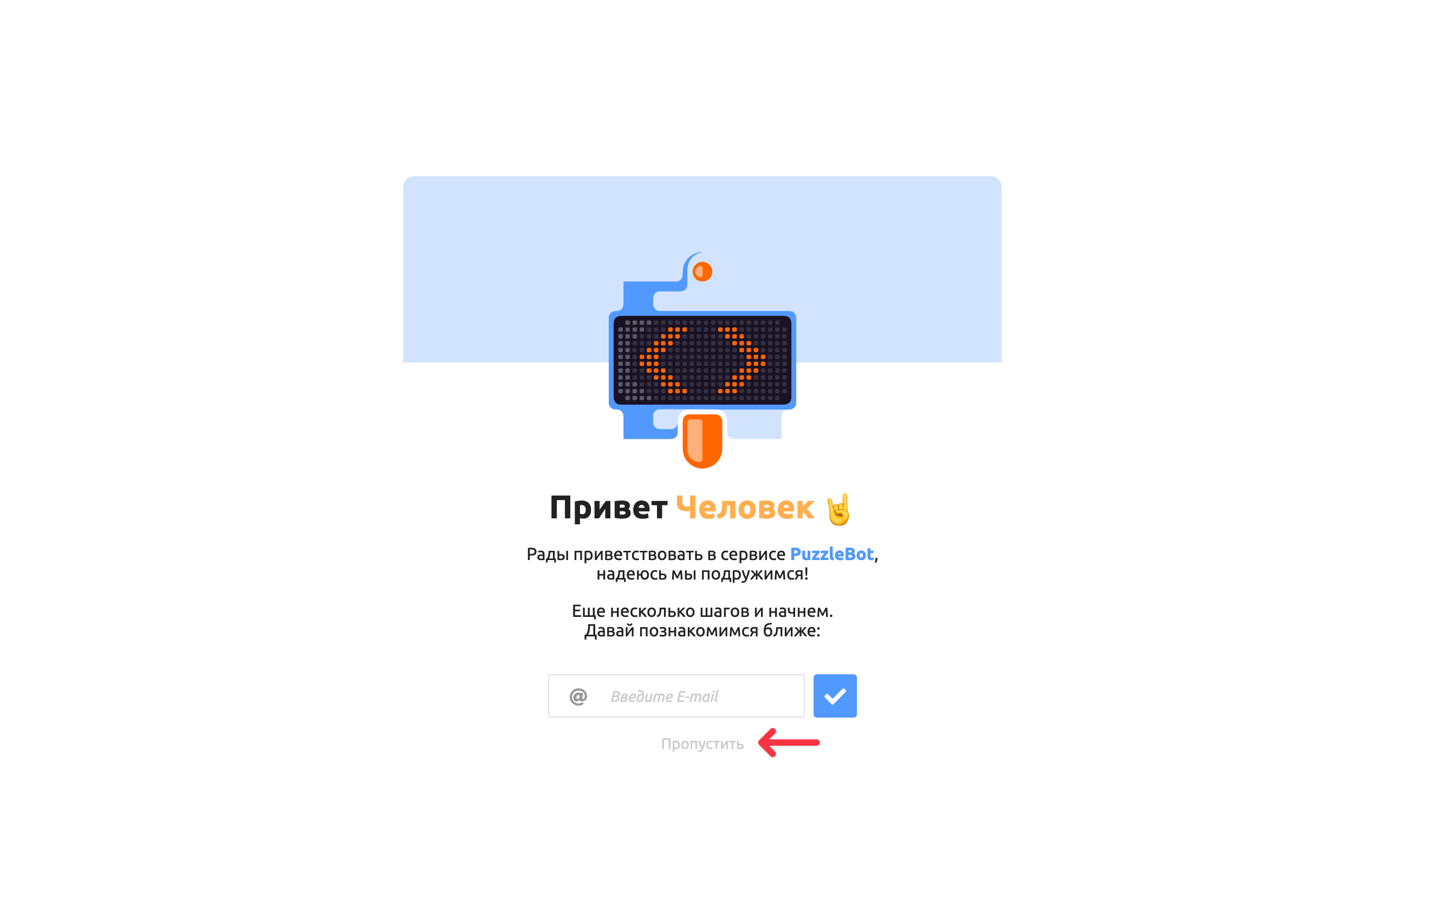 Привет Человек 🤘
Рады приветствовать в сервисе PuzzleBot,
надеюсь мы подружимся!
Еще несколько шагов и начнем.
Давай познакомимся ближе:
@ Введите E-mail
Пропустить